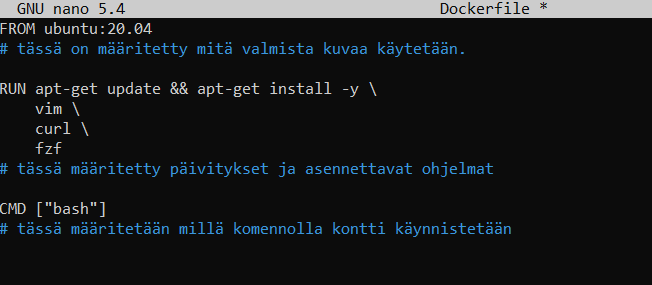 GNU nano 5.4 Dockerfile *
FROM ubuntu:20.04
# tässä on määritetty mitä valmista kuvaa käytetään.
RUN apt-get update && apt-get install -y \
vim \
curl \
fzf
# tässä määritetty päivitykset ja asennettavat ohjelmat
CMD ["bash"]
# tässä määritetään millä komennolla kontti käynnistetään